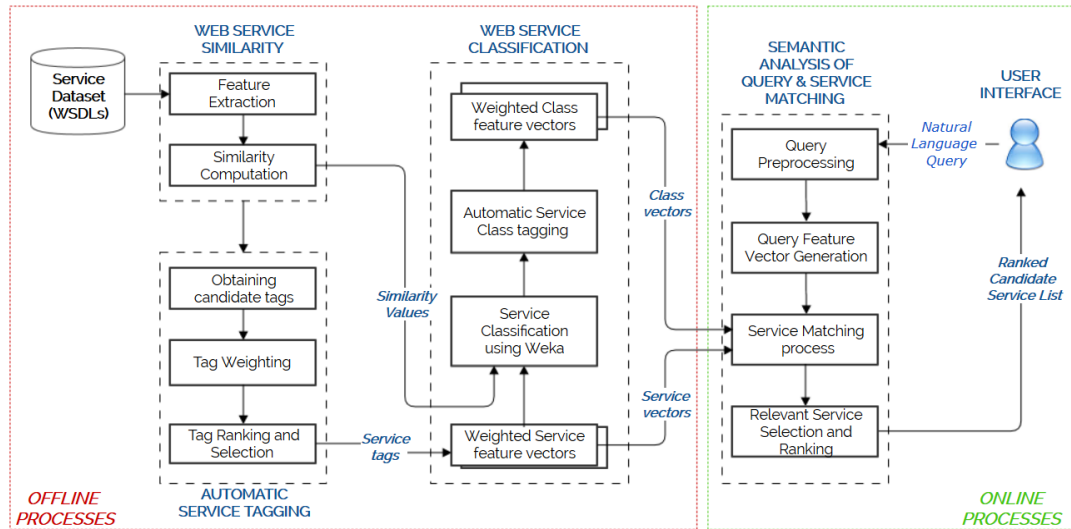 WEB SERVICE
SIMILARITY
Service
Dataset
(WSDLs)
Feature
Extraction
Similarity
Computation
Obtaining
candidate tags
Tag Weighting
Tag Ranking and
Selection
AUTOMATIC
SERVICE TAGGING
OFFLINE
PROCESSES
WEB SERVICE
CLASSIFICATION
Weighted Class
feature vectors
Automatic Service
Class tagging
Similarity
Values
Service
Classification
using Weka
Service
tags
Weighted Service
feature vectors
Class
vectors
Service
vectors
SEMANTIC
ANALYSIS OF
QUERY & SERVICE
MATCHING
Query
Preprocessing
Query Feature
Vector Generation
Service Matching
process
Relevant Service
Selection and
Ranking
USER
INTERFACE
Natural
Language
Query
Ranked
Candidate
Service List
ONLINE
PROCESSES